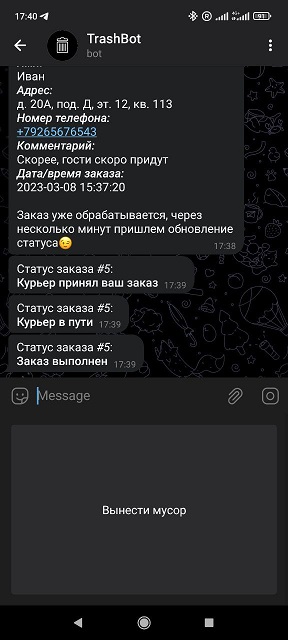 17:40
TrashBot
bot
Иван
Адрес:
д. 20А, под. Д, эт. 12, кв. 113
Номер телефона:
+79265676543
Комментарий:
Скорее, гости скоро придут
Дата/время заказа:
2023-03-08 15:37:20
Заказ уже обрабатывается, через
несколько минут пришлем обновление
статуса😉
17:38
Статус заказа #5:
Курьер принял ваш заказ 17:39
Статус заказа #5:
Курьер в пути 17:39
Статус заказа #5:
Заказ выполнен 17:39
Message
Вынести мусор